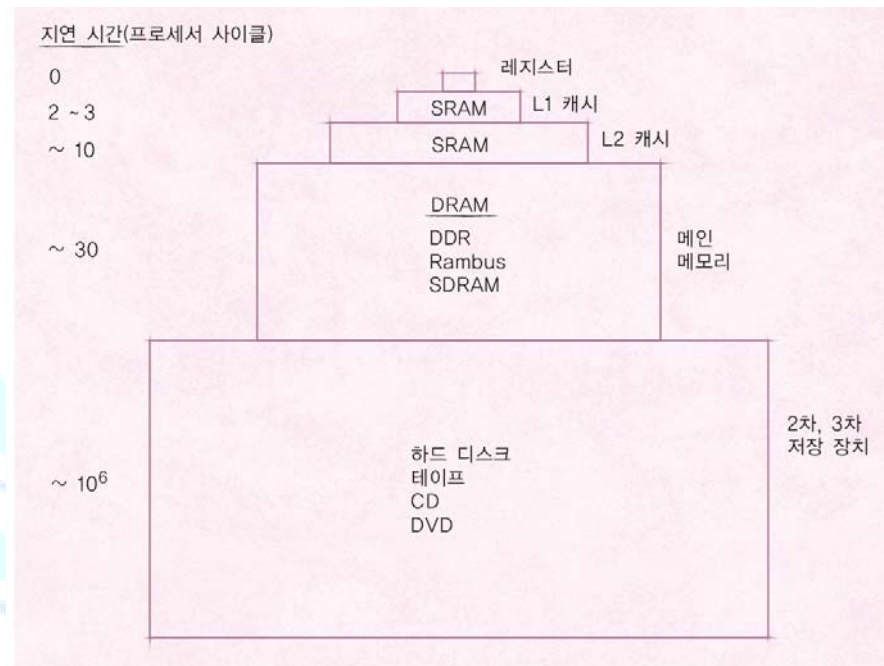 지연 시간(프로세서 사이클)
0
레지스터
2 ~ 3
SRAM
L1 캐시
~ 10
SRAM
L2 캐시
~ 30
DRAM
DDR
Rambus
SDRAM
메인
메모리
~ 10⁶
하드 디스크
테이프
CD
DVD
2차, 3차
저장 장치